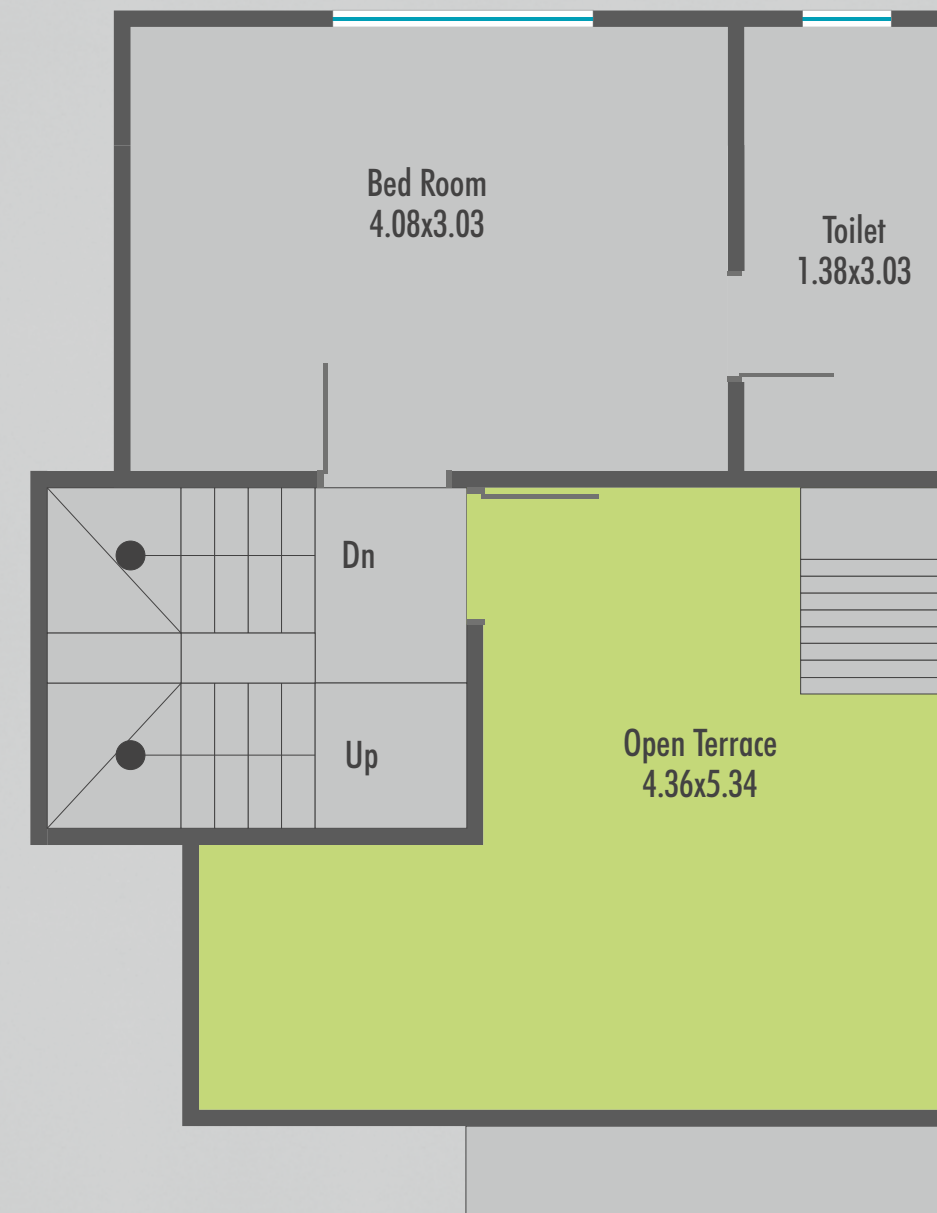 Bed Room
4.08x3.03
Toilet
1.38x3.03
Dn
Up
Open Terrace
4.36x5.34